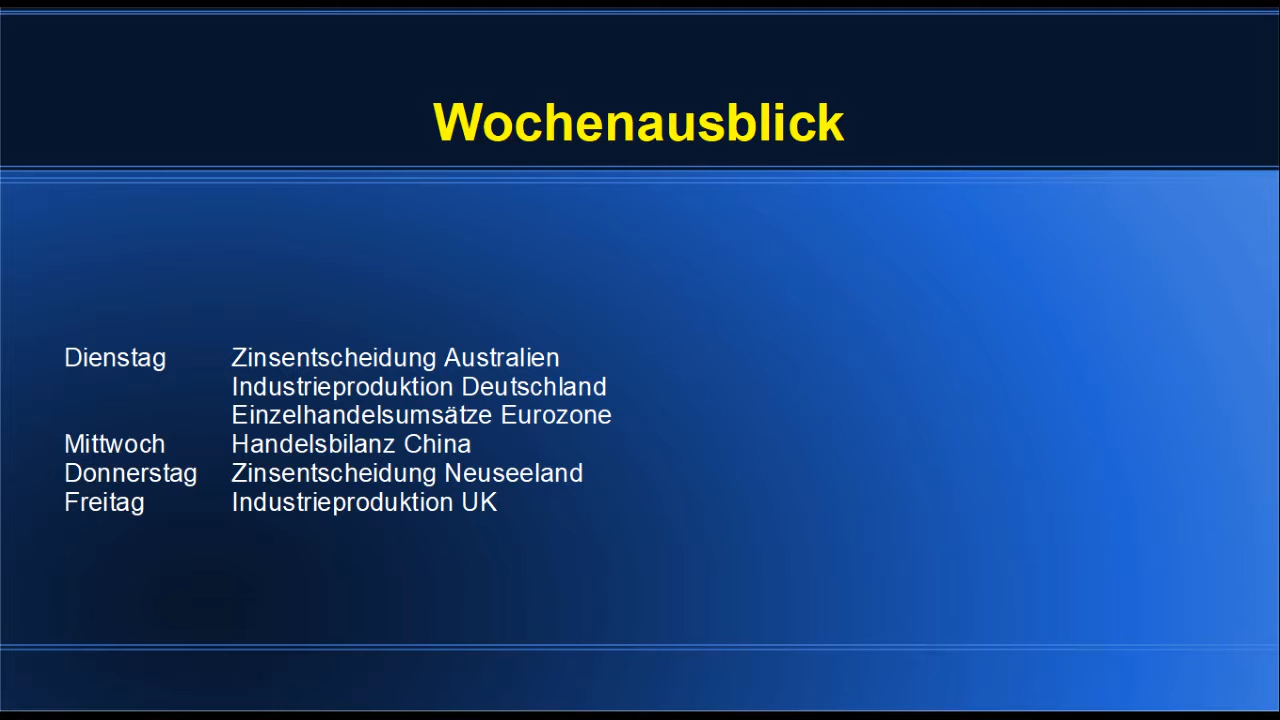 Wochenausblick
Dienstag Zinsentscheidung Australien
Industrieproduktion Deutschland
Einzelhandelsumsätze Eurozone
Mittwoch Handelsbilanz China
Donnerstag Zinsentscheidung Neuseeland
Freitag Industrieproduktion UK